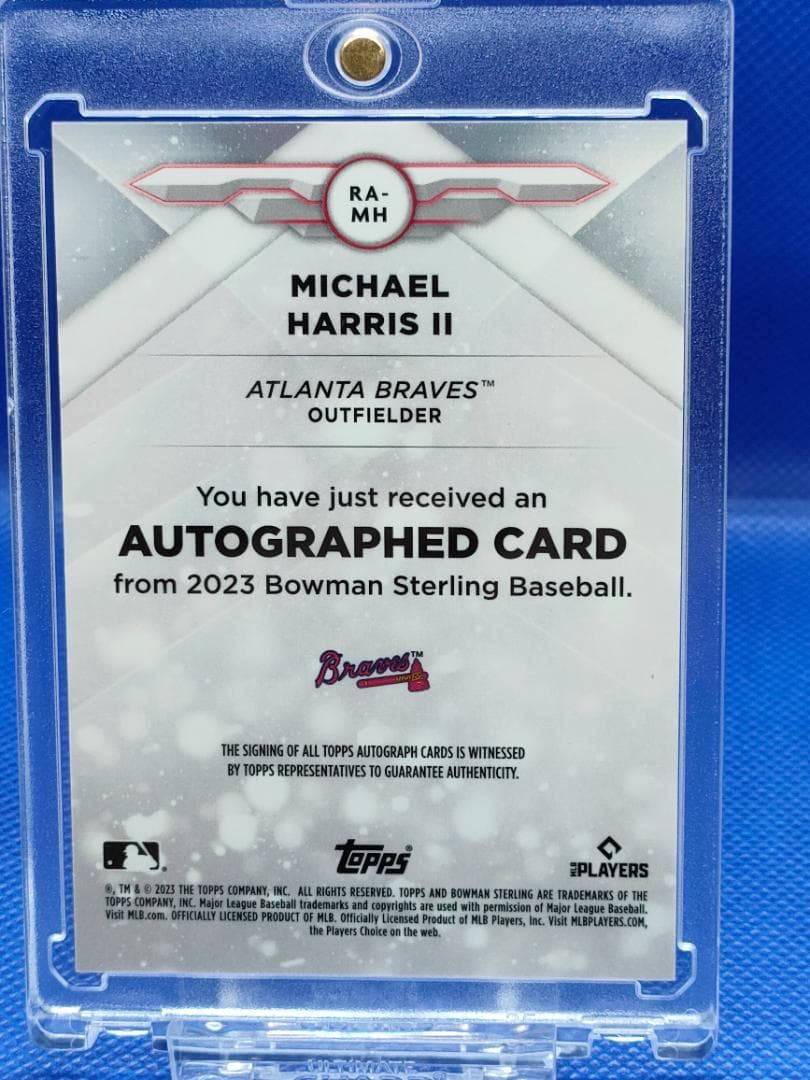 RA-
MH
MICHAEL
HARRIS II
ATLANTA BRAVES™
OUTFIELDER
You have just received an
AUTOGRAPHED CARD
from 2023 Bowman Sterling Baseball.
Braves™
THE SIGNING OF ALL TOPPS AUTOGRAPH CARDS IS WITNESSED
BY TOPPS REPRESENTATIVES TO GUARANTEE AUTHENTICITY.
Topps®
MLB PLAYERS
®, TM & © 2023 THE TOPPS COMPANY, INC. ALL RIGHTS RESERVED. TOPPS AND BOWMAN STERLING ARE TRADEMARKS OF THE
TOPPS COMPANY, INC. Major League Baseball trademarks and copyrights are used with permission of Major League Baseball.
Visit MLB.com. OFFICIALLY LICENSED PRODUCT OF MLB. Officially Licensed Product of MLB Players, Inc. Visit MLBPLAYERS.COM,
the Players Choice on the web.
ULTIMATE
GUARD